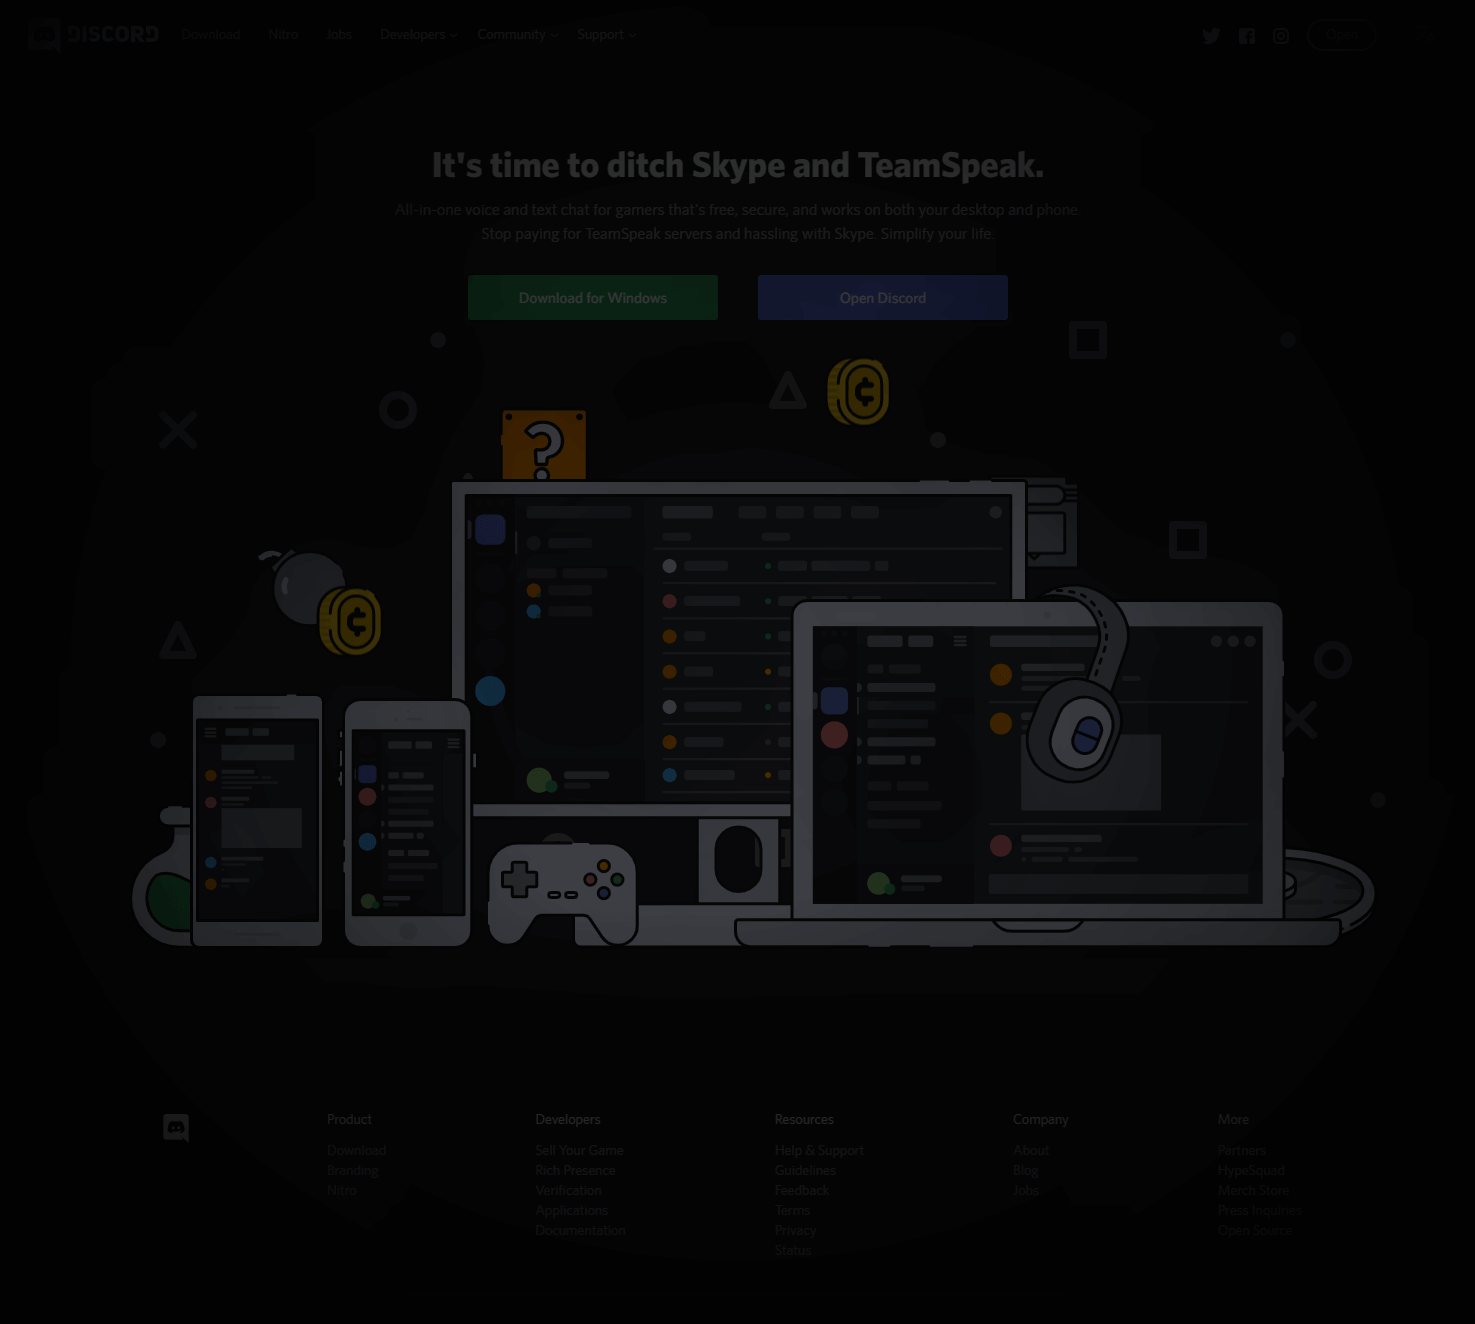 DISCORD Download Nitro Jobs Developers Community Support Open
It's time to ditch Skype and TeamSpeak.
All-in-one voice and text chat for gamers that's free, secure, and works on both your desktop and phone.
Stop paying for TeamSpeak servers and hassling with Skype. Simplify your life.
Download for Windows Open Discord
?
Product
Download
Branding
Nitro
Developers
Sell Your Game
Rich Presence
Verification
Applications
Documentation
Resources
Help & Support
Guidelines
Feedback
Terms
Privacy
Status
Company
About
Blog
Jobs
More
Partners
HypeSquad
Merch Store
Press Inquiries
Open Source